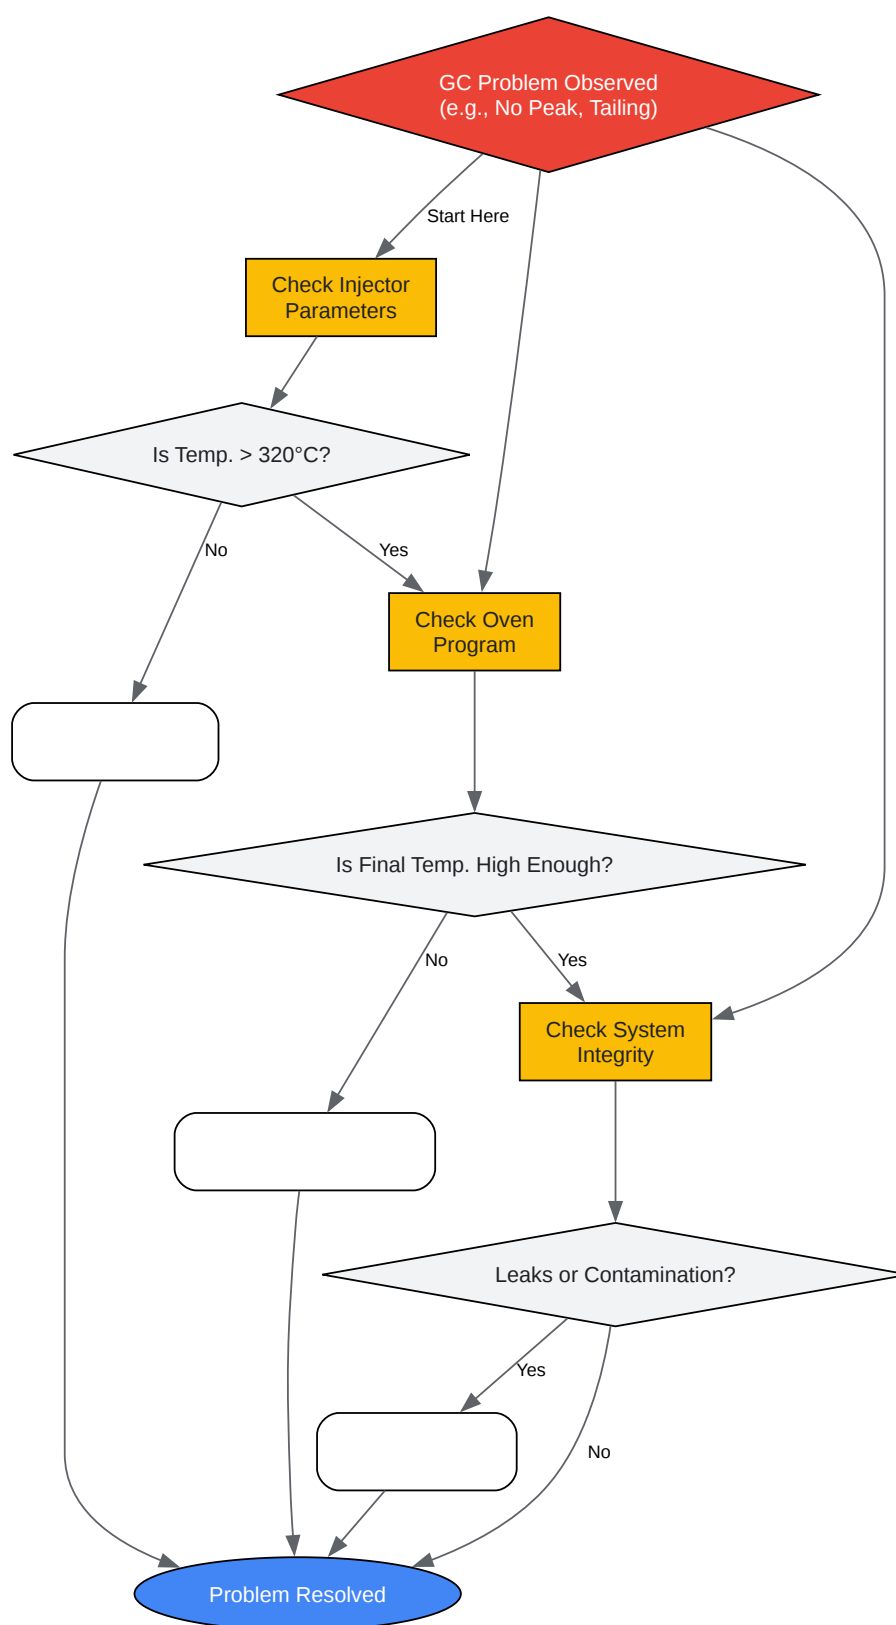 GC Problem Observed
(e.g., No Peak, Tailing)
Start Here
Check Injector
Parameters
Is Temp. > 320°C?
No
Yes
Check Oven
Program
Is Final Temp. High Enough?
No
Yes
Check System
Integrity
Leaks or Contamination?
Yes
No
Problem Resolved